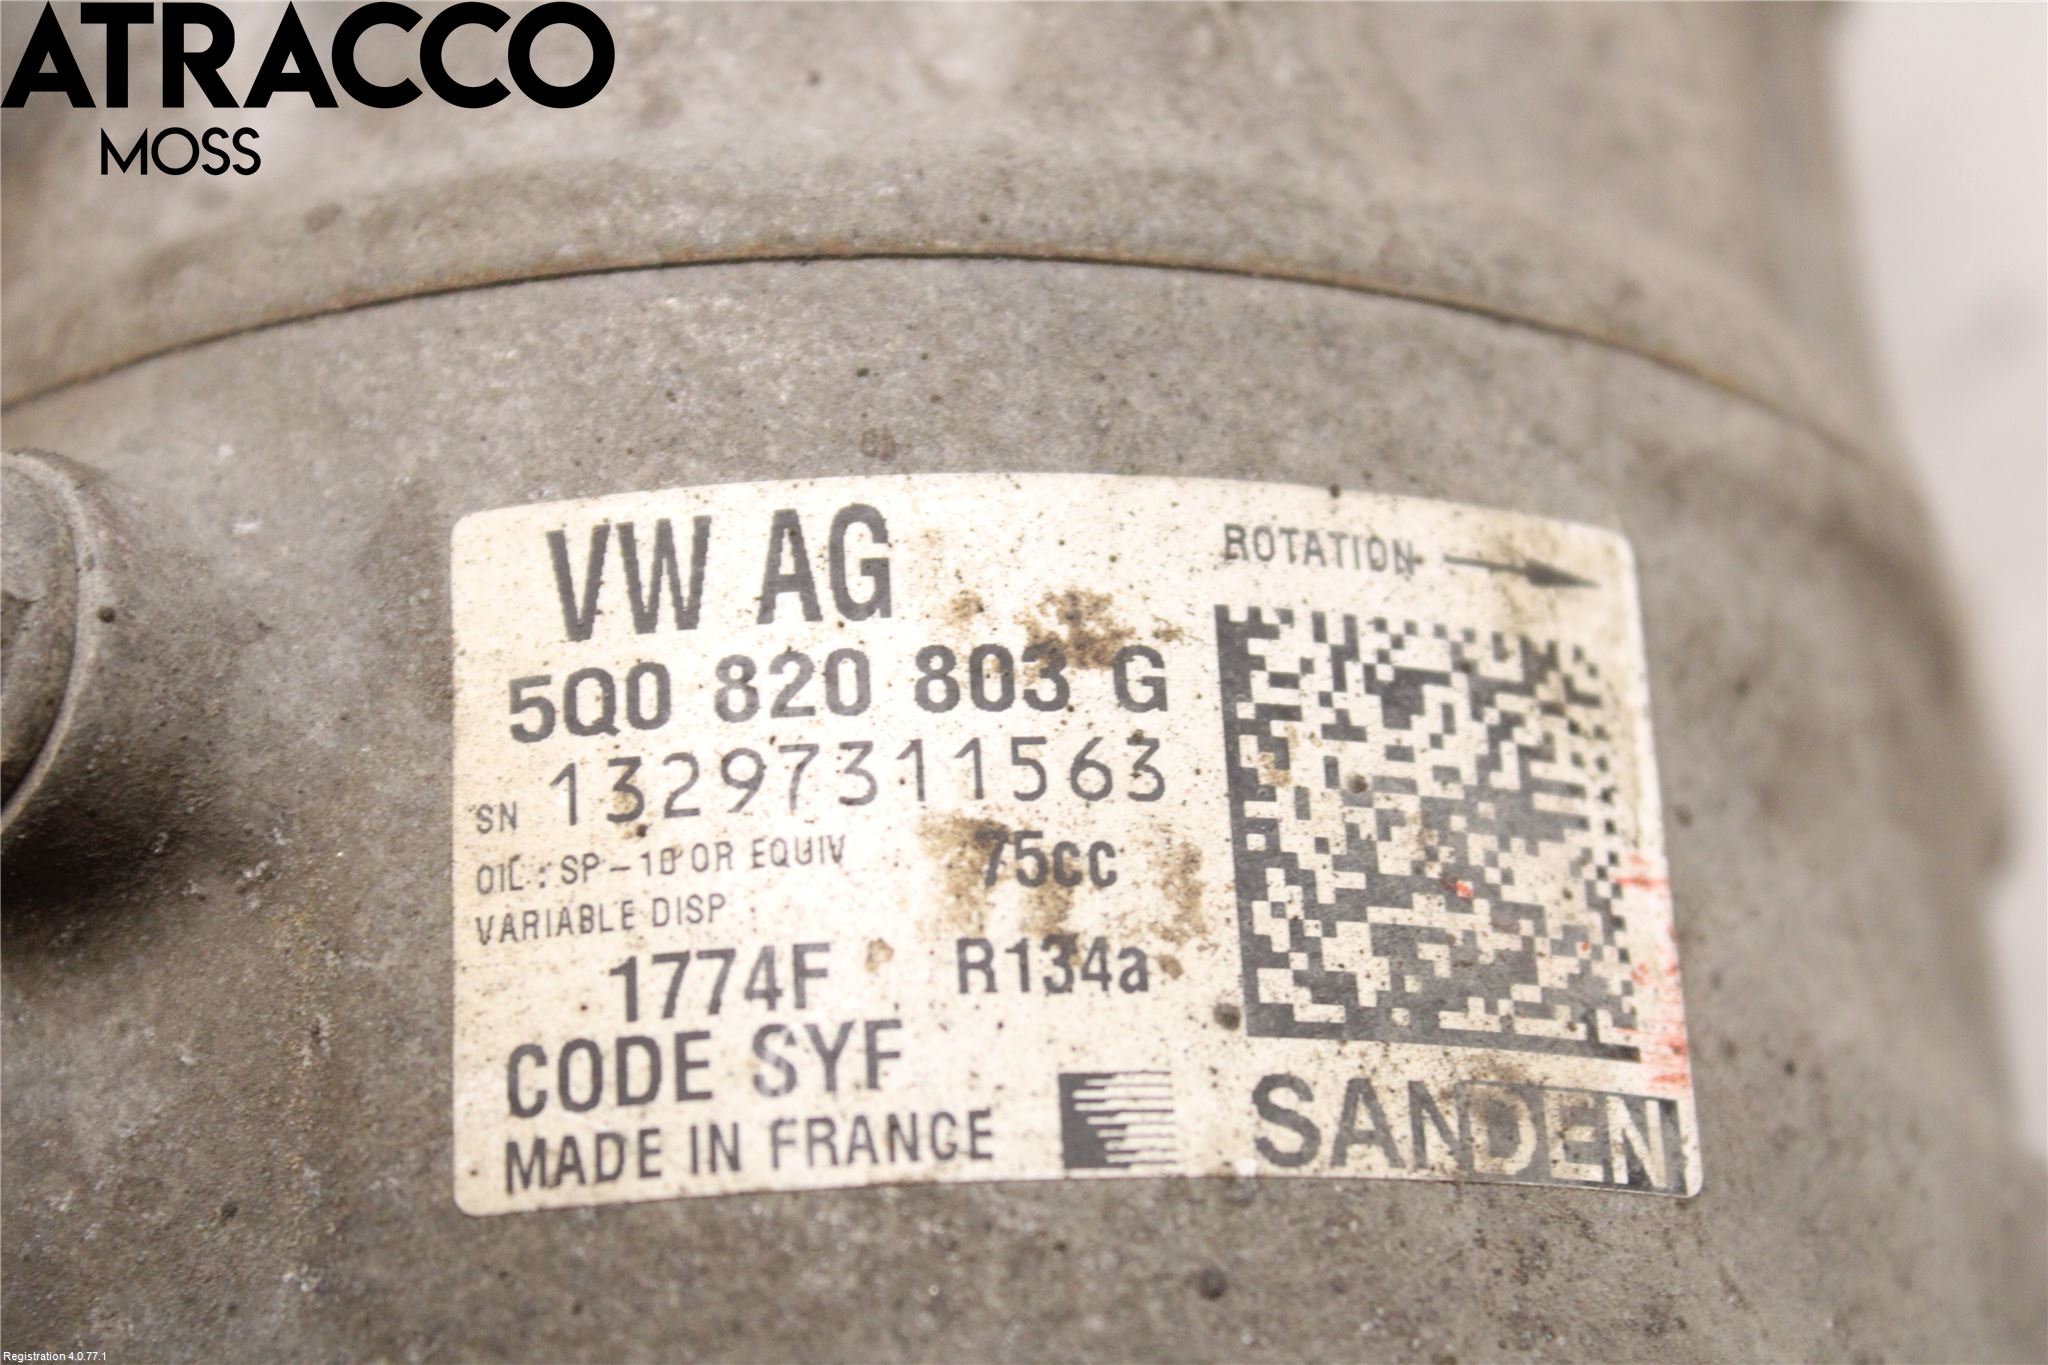 ATRACCO
MOSS
VW AG
ROTATION
5Q0 820 803 G
SN 13297311563
OIL : SP-10 OR EQUIV 75cc
VARIABLE DISP :
1774F R134a
CODE SYF
MADE IN FRANCE
SANDEN
Registration 4.0.77.1